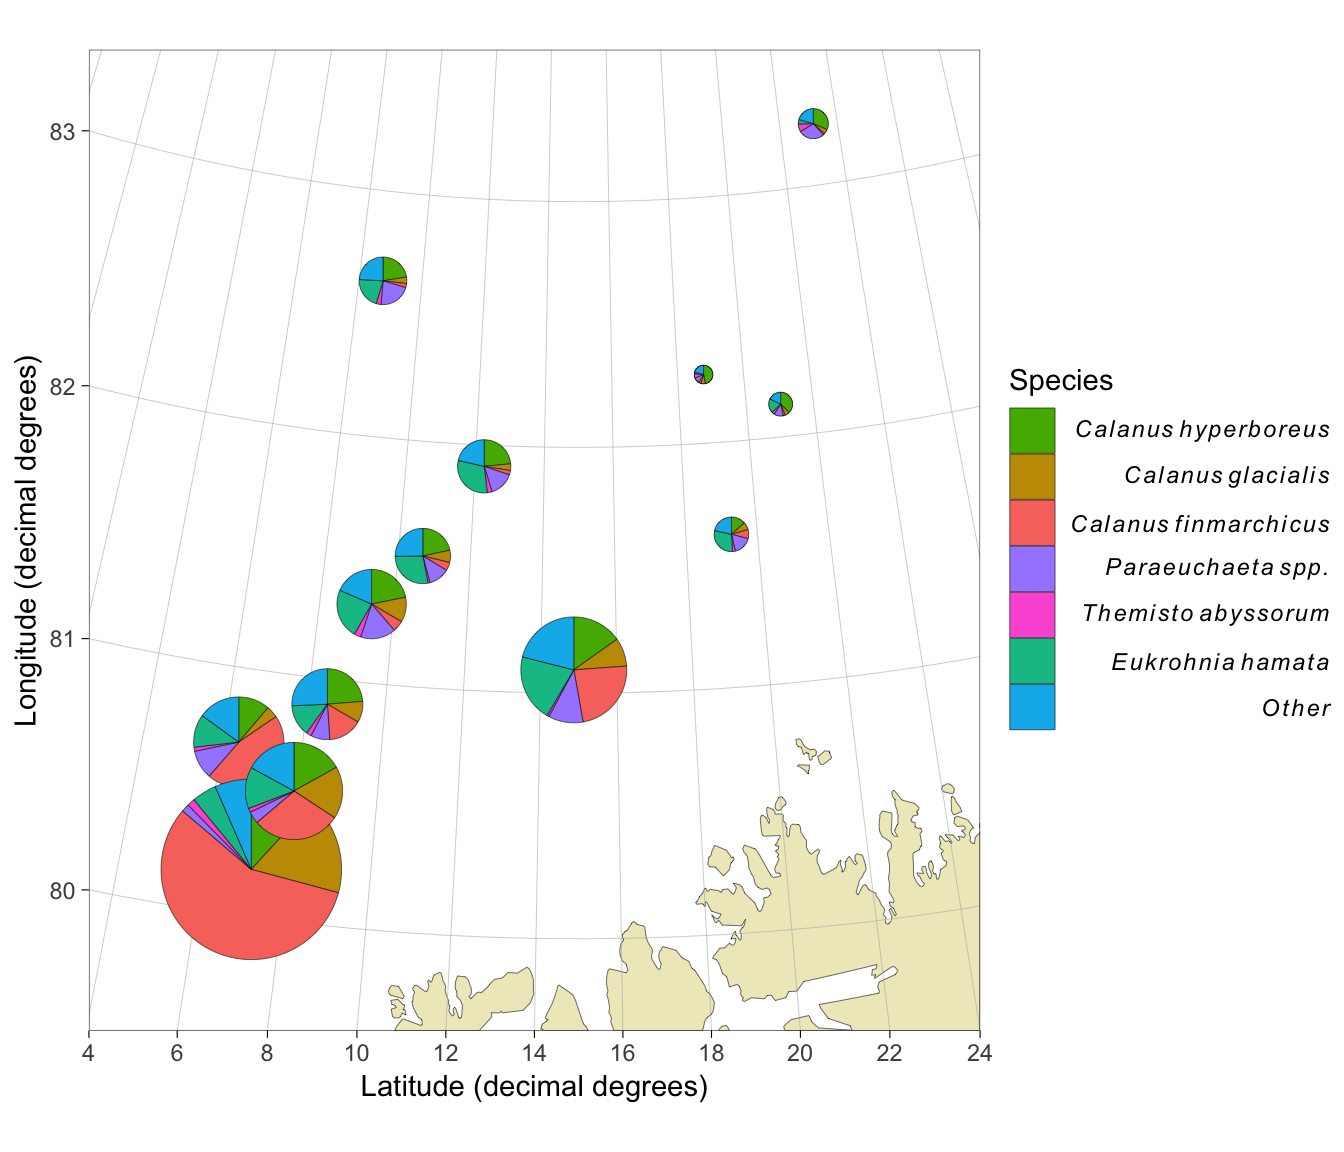 83
82
81
80
Longitude (decimal degrees)
4 6 8 10 12 14 16 18 20 22 24
Latitude (decimal degrees)
Species
Calanus hyperboreus
Calanus glacialis
Calanus finmarchicus
Paraeuchaeta spp.
Themisto abyssorum
Eukrohnia hamata
Other